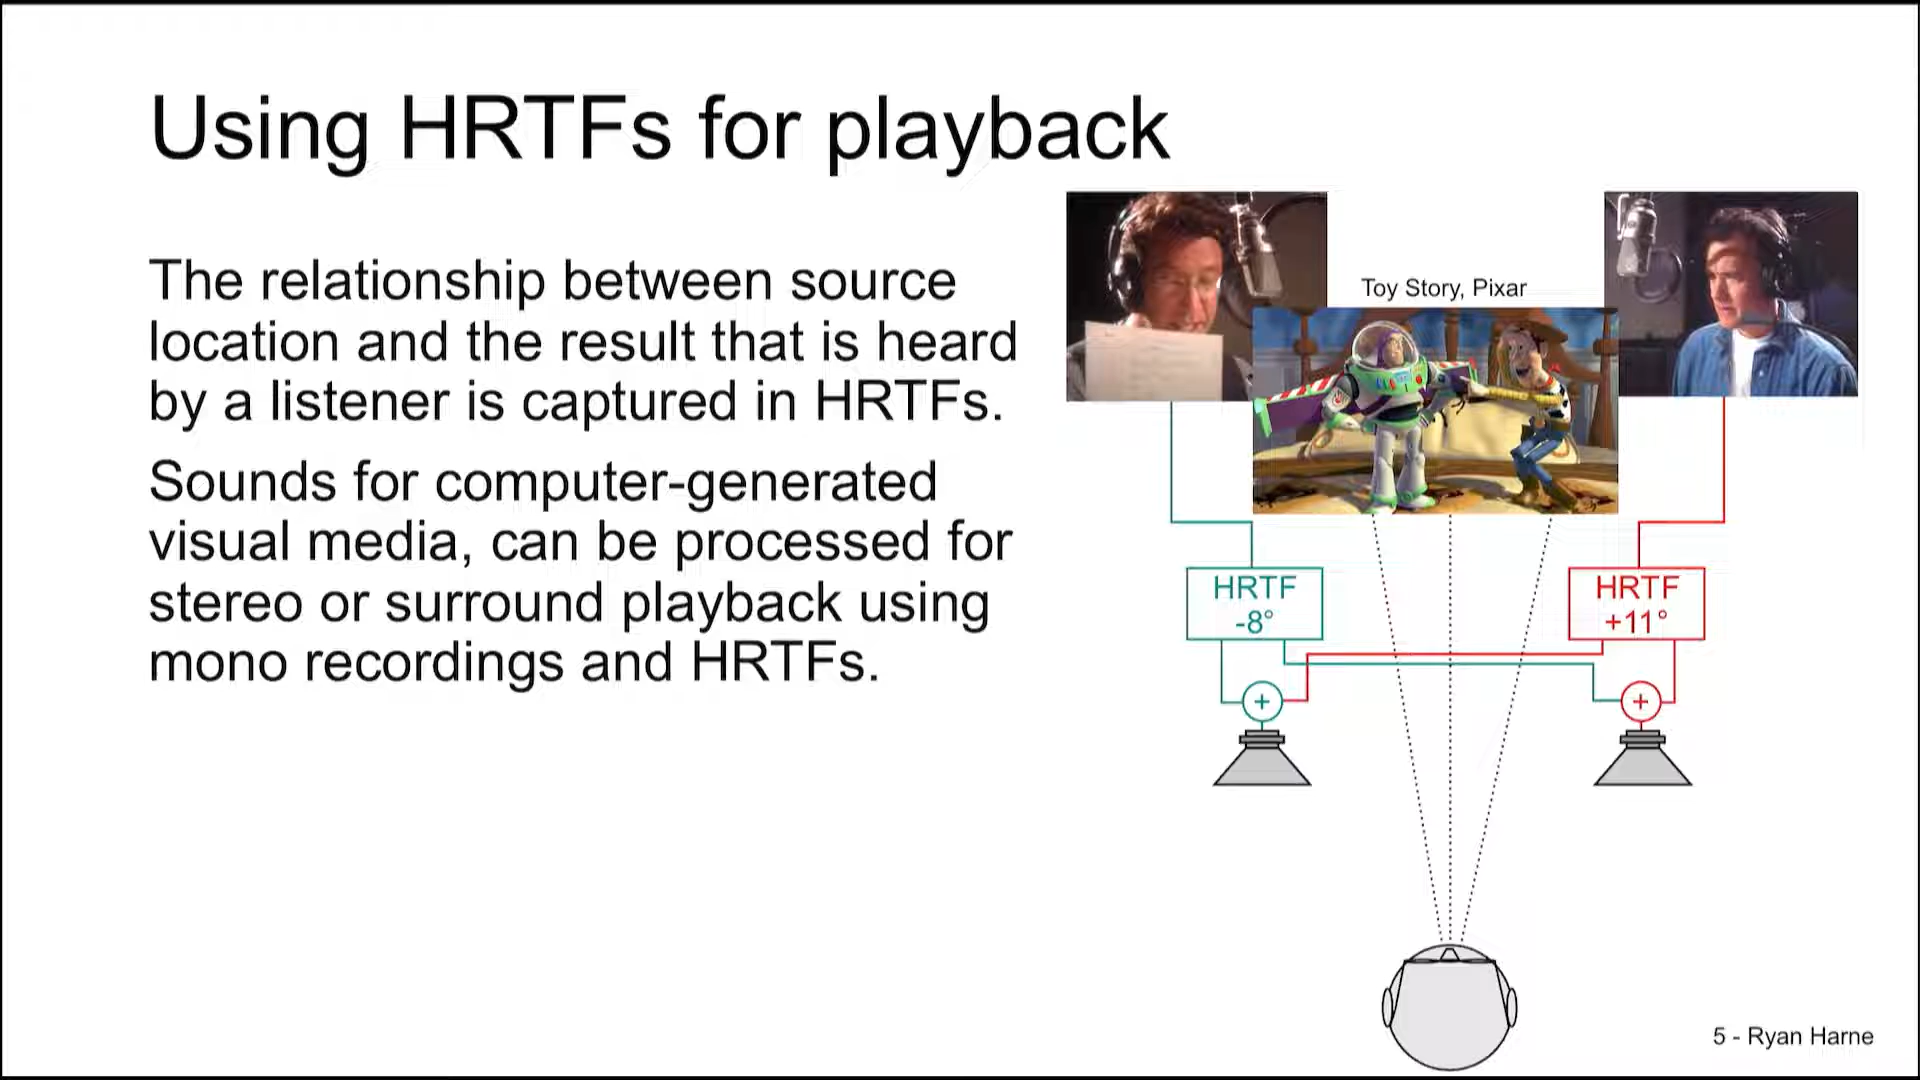 Using HRTFs for playback
The relationship between source
location and the result that is heard
by a listener is captured in HRTFs.
Sounds for computer-generated
visual media, can be processed for
stereo or surround playback using
mono recordings and HRTFs.
Toy Story, Pixar
HRTF
-8°
HRTF
+11°
+
+
5 - Ryan Harne